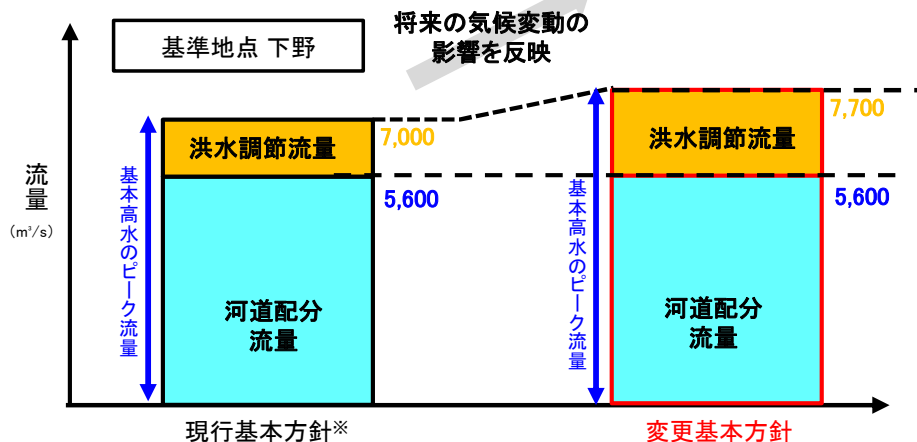 基準地点 下野
将来の気候変動の
影響を反映
流量
（m³/s）
基本高水のピーク流量
洪水調節流量
7,000
5,600
河道配分
流量
現行基本方針※
基本高水のピーク流量
洪水調節流量
7,700
5,600
河道配分
流量
変更基本方針